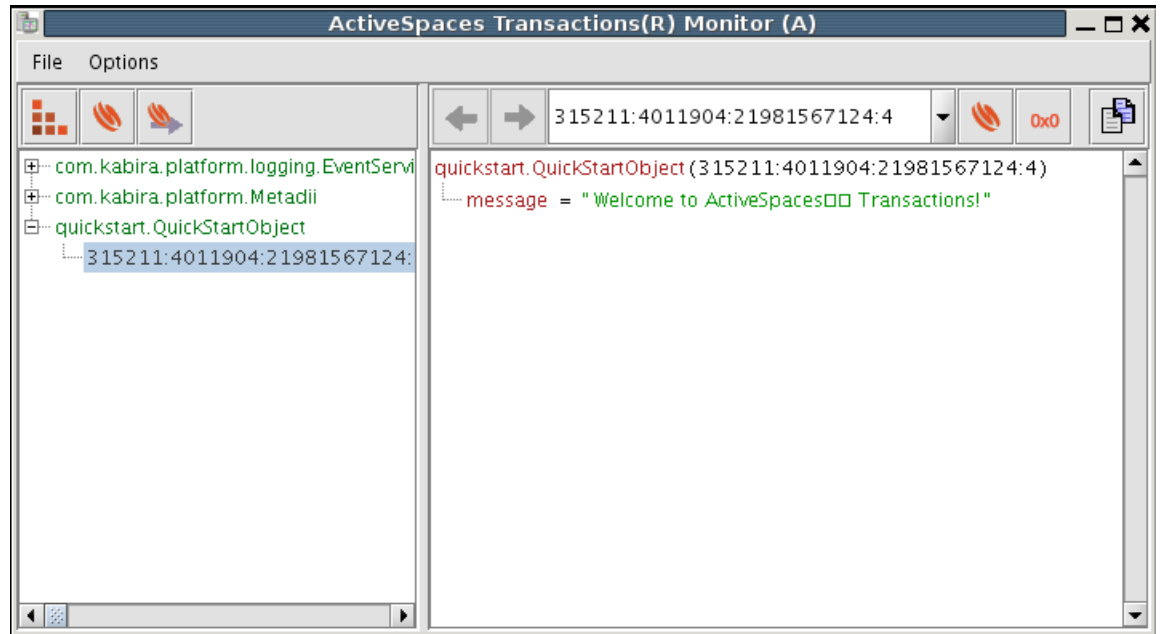 ActiveSpaces Transactions(R) Monitor (A)
File Options
315211:4011904:21981567124:4
0x0
com.kabira.platform.logging.EventServi
com.kabira.platform.Metadii
quickstart.QuickStartObject
315211:4011904:21981567124:
quickstart.QuickStartObject(315211:4011904:21981567124:4)
message = "Welcome to ActiveSpaces□□ Transactions!"